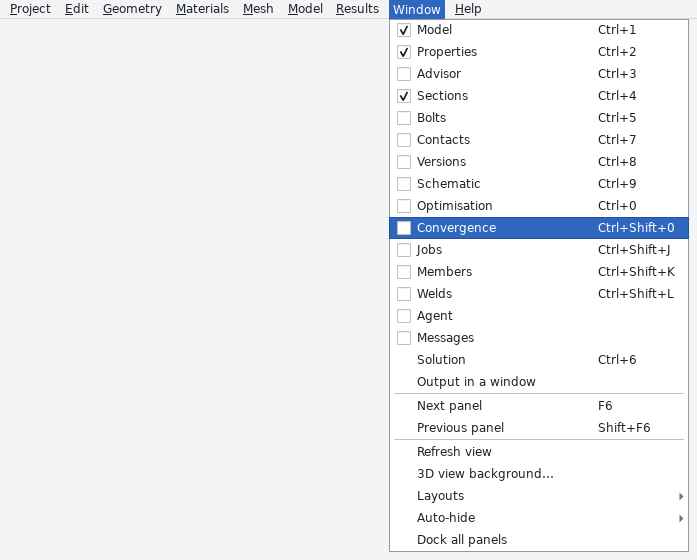 Project Edit Geometry Materials Mesh Model Results Window Help
Model Ctrl+1
Properties Ctrl+2
Advisor Ctrl+3
Sections Ctrl+4
Bolts Ctrl+5
Contacts Ctrl+7
Versions Ctrl+8
Schematic Ctrl+9
Optimisation Ctrl+0
Convergence Ctrl+Shift+0
Jobs Ctrl+Shift+J
Members Ctrl+Shift+K
Welds Ctrl+Shift+L
Agent
Messages
Solution Ctrl+6
Output in a window
Next panel F6
Previous panel Shift+F6
Refresh view
3D view background...
Layouts
Auto-hide
Dock all panels